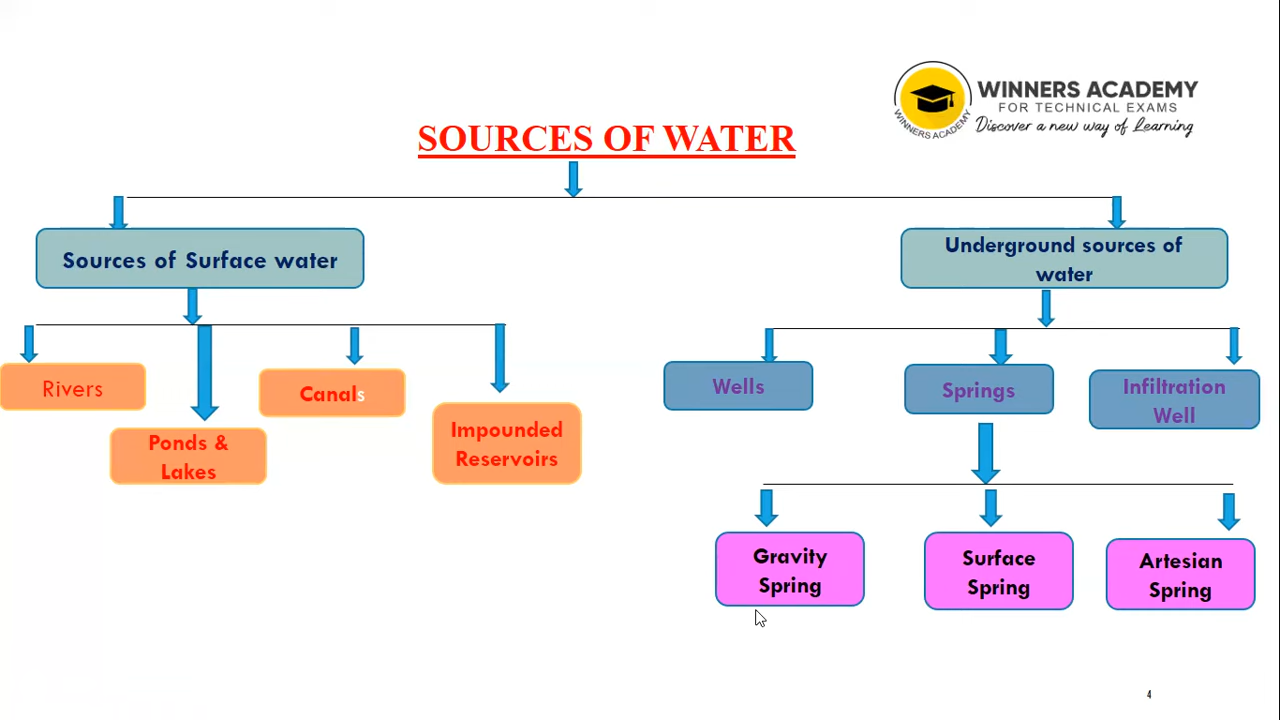 WINNERS ACADEMY
FOR TECHNICAL EXAMS
Discover a new way of Learning
WINNERS ACADEMY
SOURCES OF WATER
Sources of Surface water
Underground sources of
water
Rivers
Ponds &
Lakes
Canals
Impounded
Reservoirs
Wells
Springs
Infiltration
Well
Gravity
Spring
Surface
Spring
Artesian
Spring
4